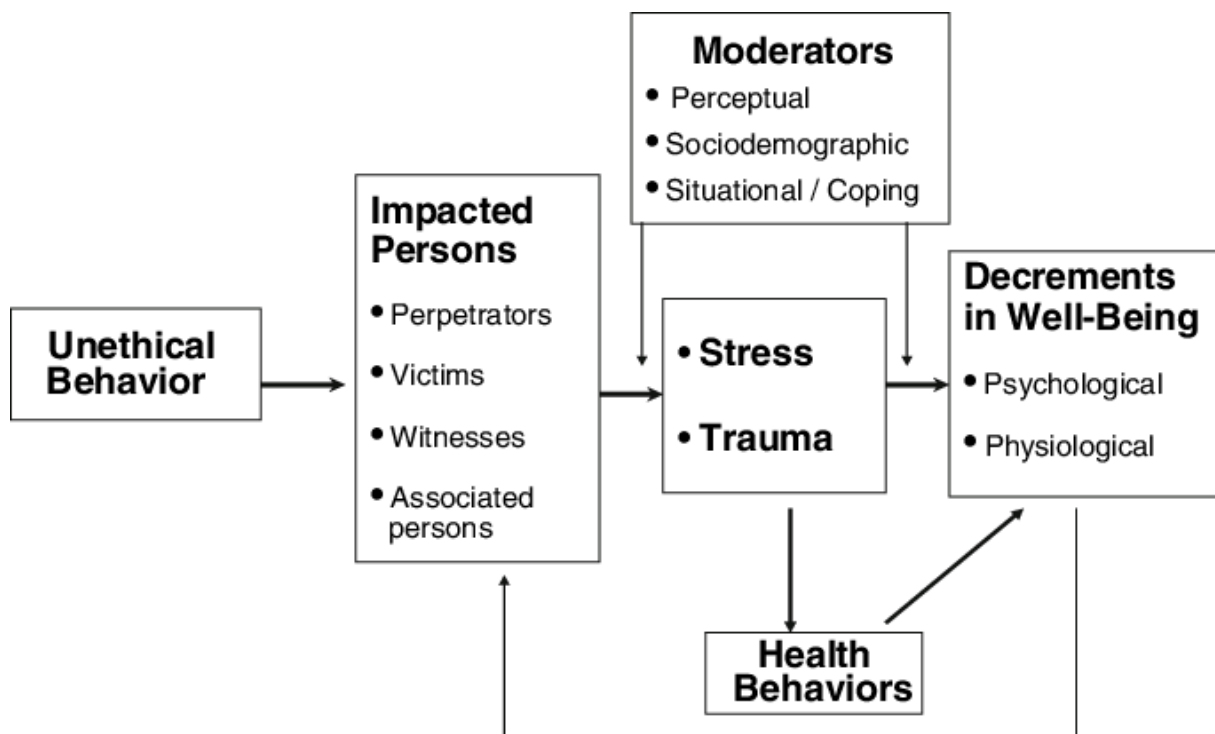 Unethical
Behavior
Impacted
Persons
• Perpetrators
• Victims
• Witnesses
• Associated
persons
Moderators
• Perceptual
• Sociodemographic
• Situational / Coping
• Stress
• Trauma
Health
Behaviors
Decrements
in Well-Being
• Psychological
• Physiological